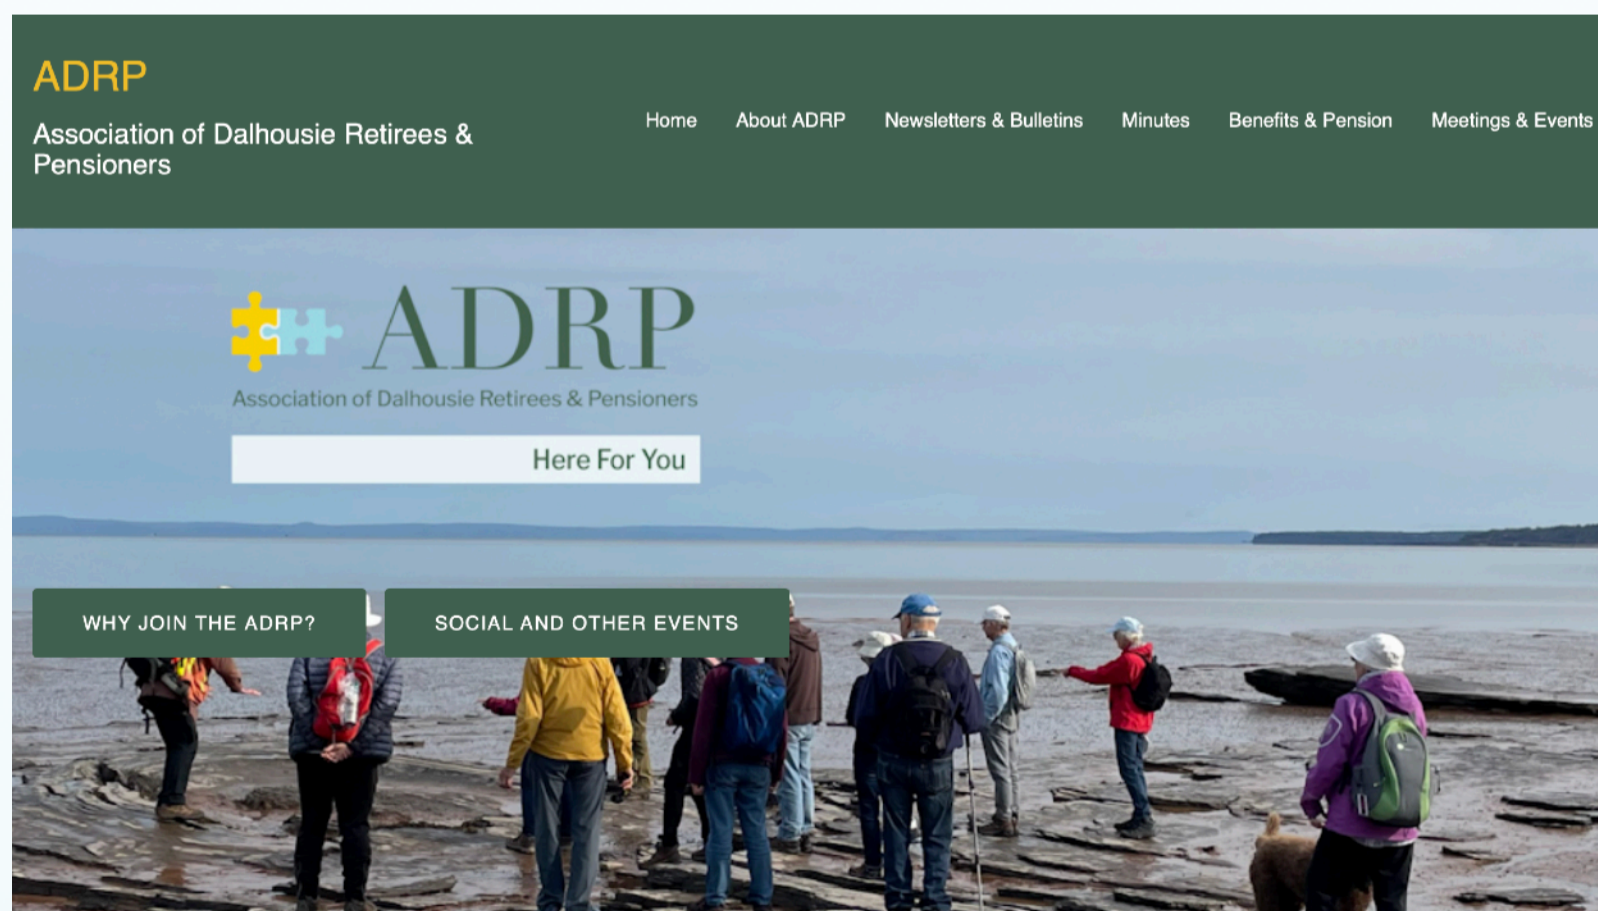 ADRP
Association of Dalhousie Retirees &
Pensioners
Home About ADRP Newsletters & Bulletins Minutes Benefits & Pension Meetings & Events
ADRP
Association of Dalhousie Retirees & Pensioners
Here For You
WHY JOIN THE ADRP? SOCIAL AND OTHER EVENTS